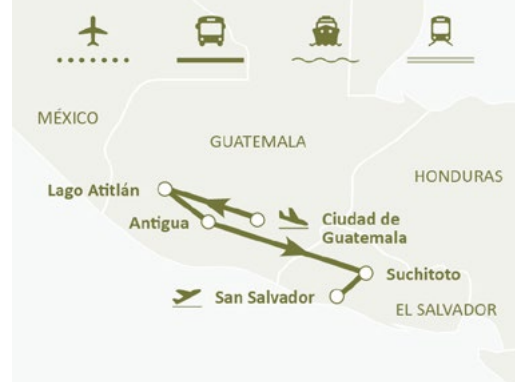 MÉXICO
GUATEMALA
HONDURAS
Lago Atitlán
Antigua
Ciudad de
Guatemala
Suchitoto
San Salvador
EL SALVADOR